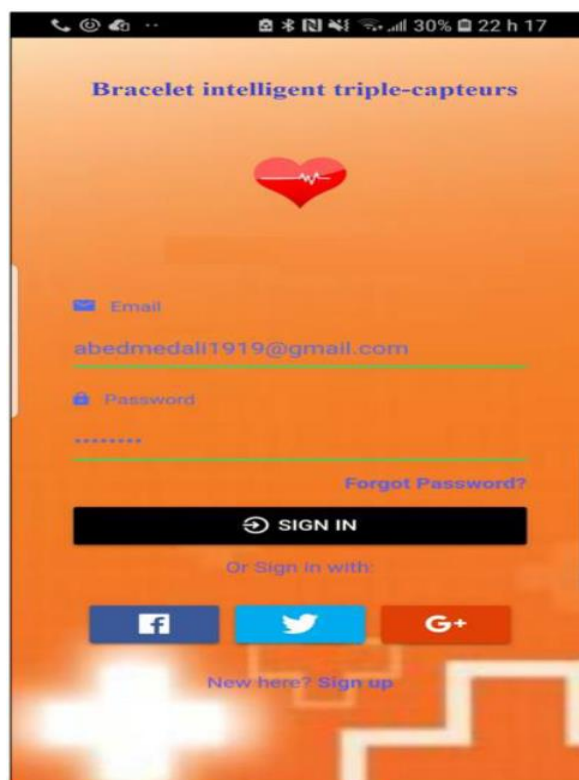 30% 22 h 17
Bracelet intelligent triple-capteurs
Email
abedmedali1919@gmail.com
Password
••••••••
Forgot Password?
SIGN IN
Or Sign in with:
f G+
New here? Sign up